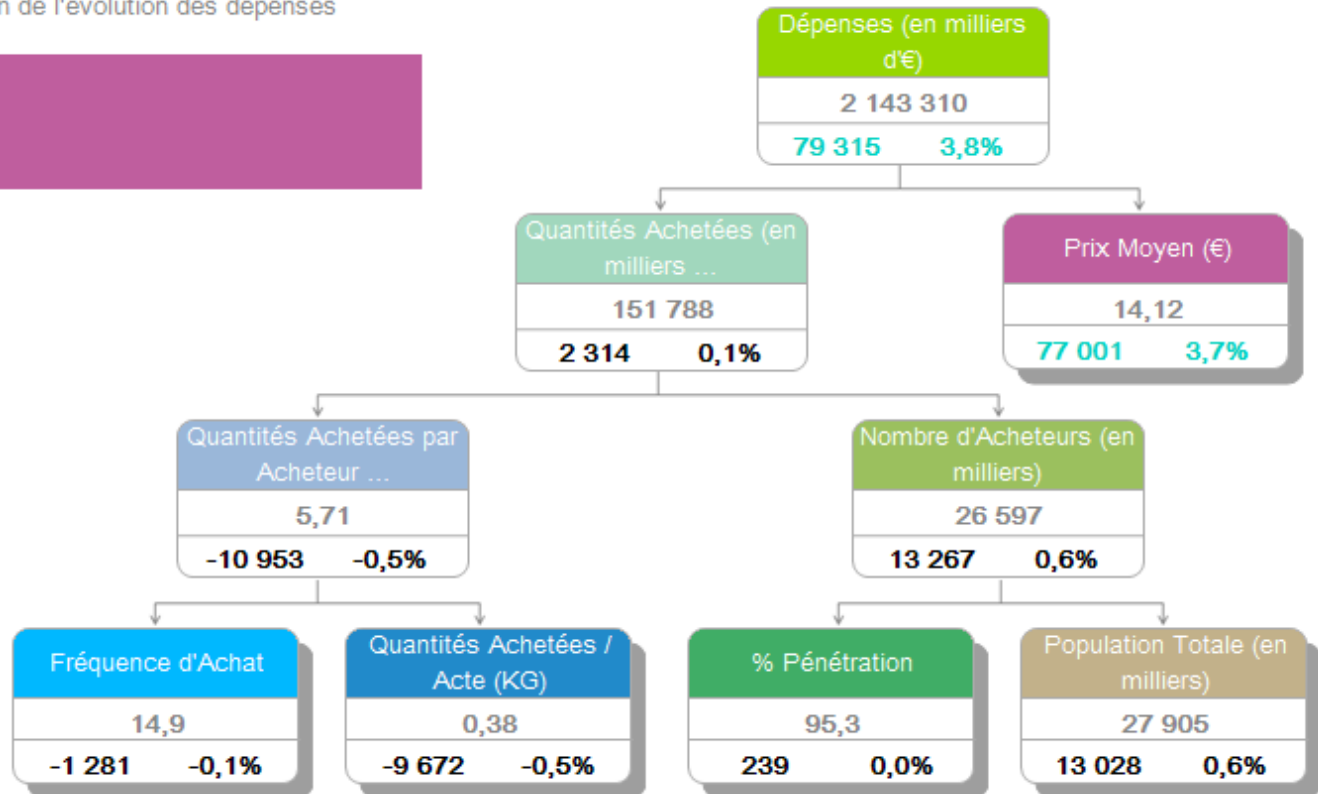 de l'évolution des dépenses
Dépenses (en milliers
d'€)
2 143 310
79 315 3,8%
Quantités Achetées (en
milliers ...
151 788
2 314 0,1%
Prix Moyen (€)
14,12
77 001 3,7%
Quantités Achetées par
Acheteur ...
5,71
-10 953 -0,5%
Nombre d'Acheteurs (en
milliers)
26 597
13 267 0,6%
Fréquence d'Achat
14,9
-1 281 -0,1%
Quantités Achetées /
Acte (KG)
0,38
-9 672 -0,5%
% Pénétration
95,3
239 0,0%
Population Totale (en
milliers)
27 905
13 028 0,6%